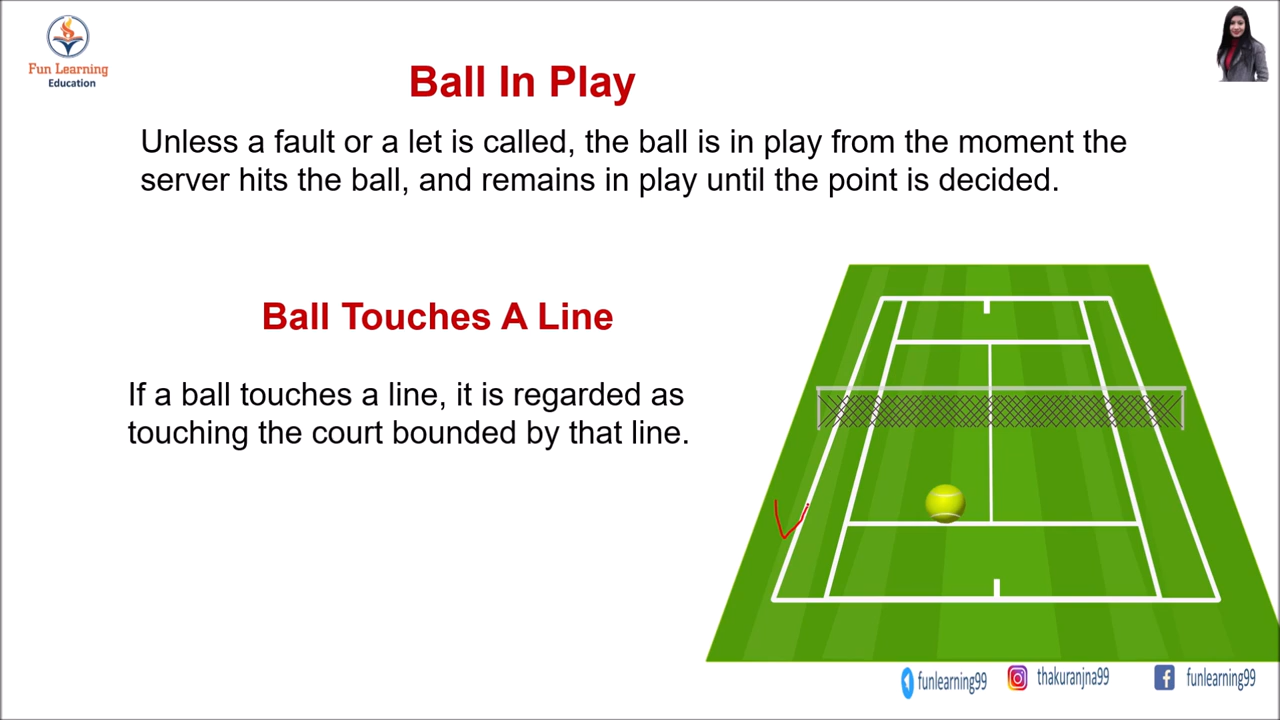 Fun Learning
Education
Ball In Play
Unless a fault or a let is called, the ball is in play from the moment the
server hits the ball, and remains in play until the point is decided.
Ball Touches A Line
If a ball touches a line, it is regarded as
touching the court bounded by that line.
funlearning99
thakuranjna99
funlearning99